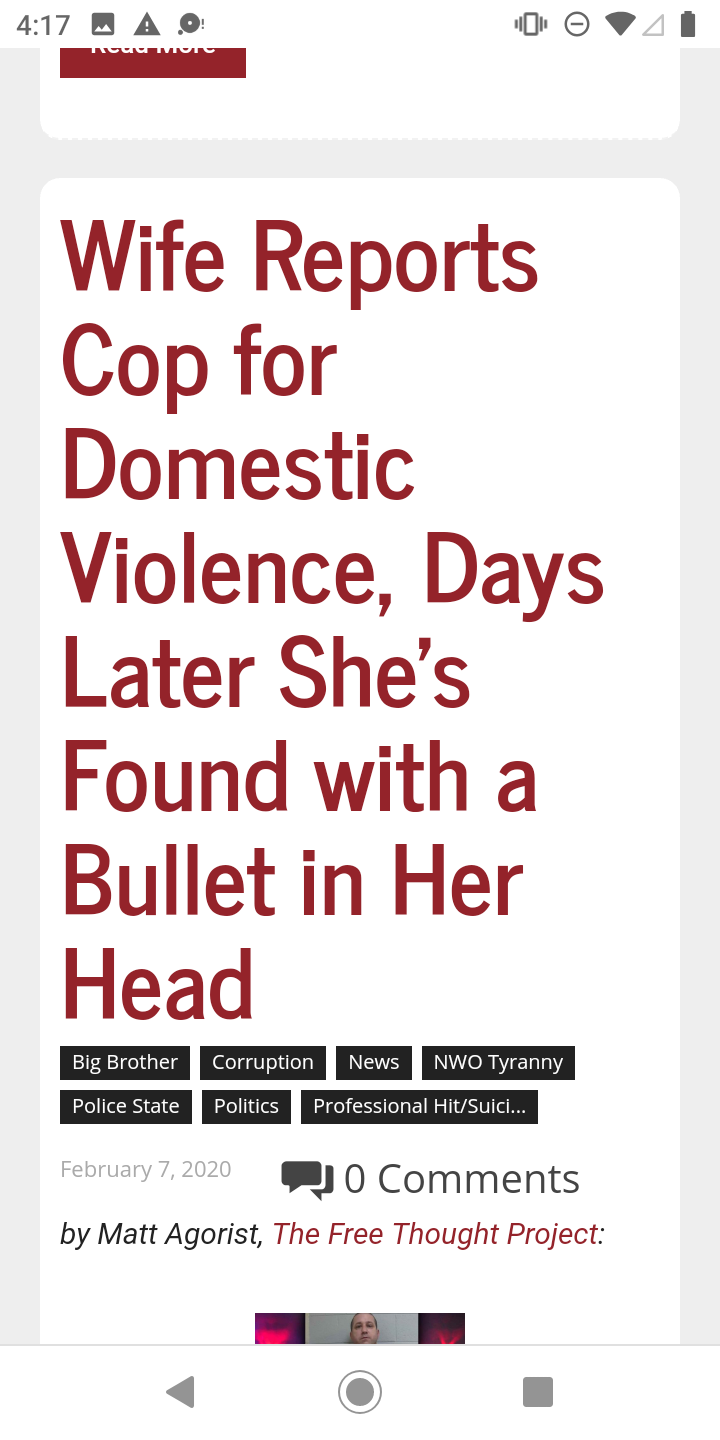 4:17
Read More
Wife Reports
Cop for
Domestic
Violence, Days
Later She’s
Found with a
Bullet in Her
Head
Big Brother Corruption News NWO Tyranny
Police State Politics Professional Hit/Suici...
February 7, 2020 0 Comments
by Matt Agorist, The Free Thought Project: